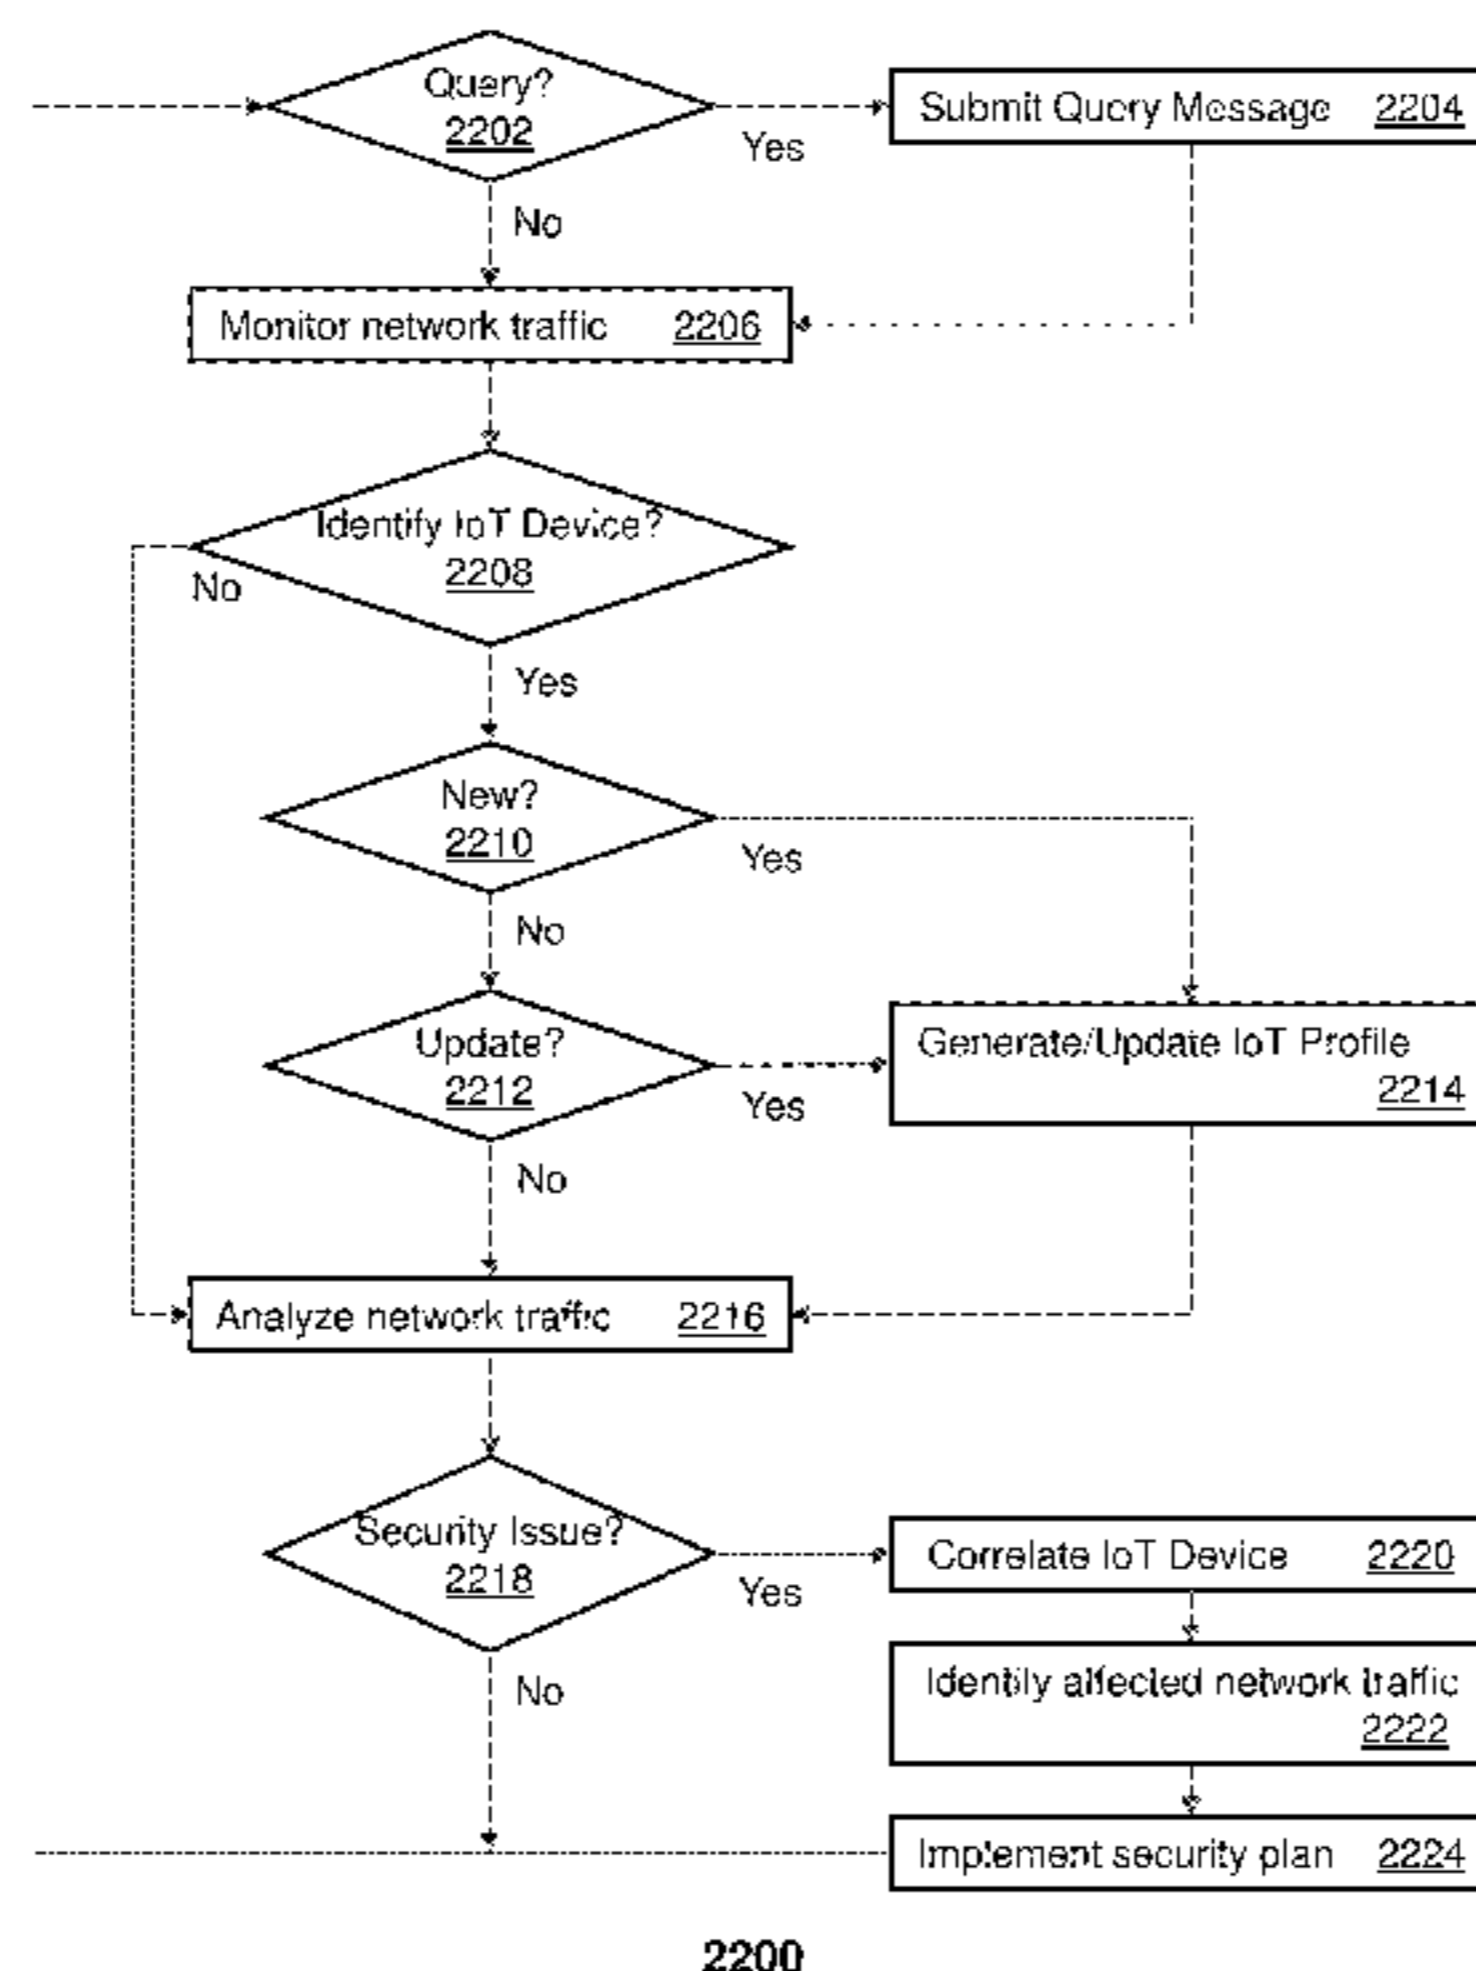 Query?
2202
Yes
Submit Query Message 2204
No
Monitor network traffic 2206
Identify IoT Device?
2208
No
Yes
New?
2210
Yes
No
Update?
2212
Yes
Generate/Update IoT Profile
2214
No
Analyze network traffic 2216
Security Issue?
2218
Yes
Correlate IoT Device 2220
No
Identify affected network traffic
2222
Implement security plan 2224
2200